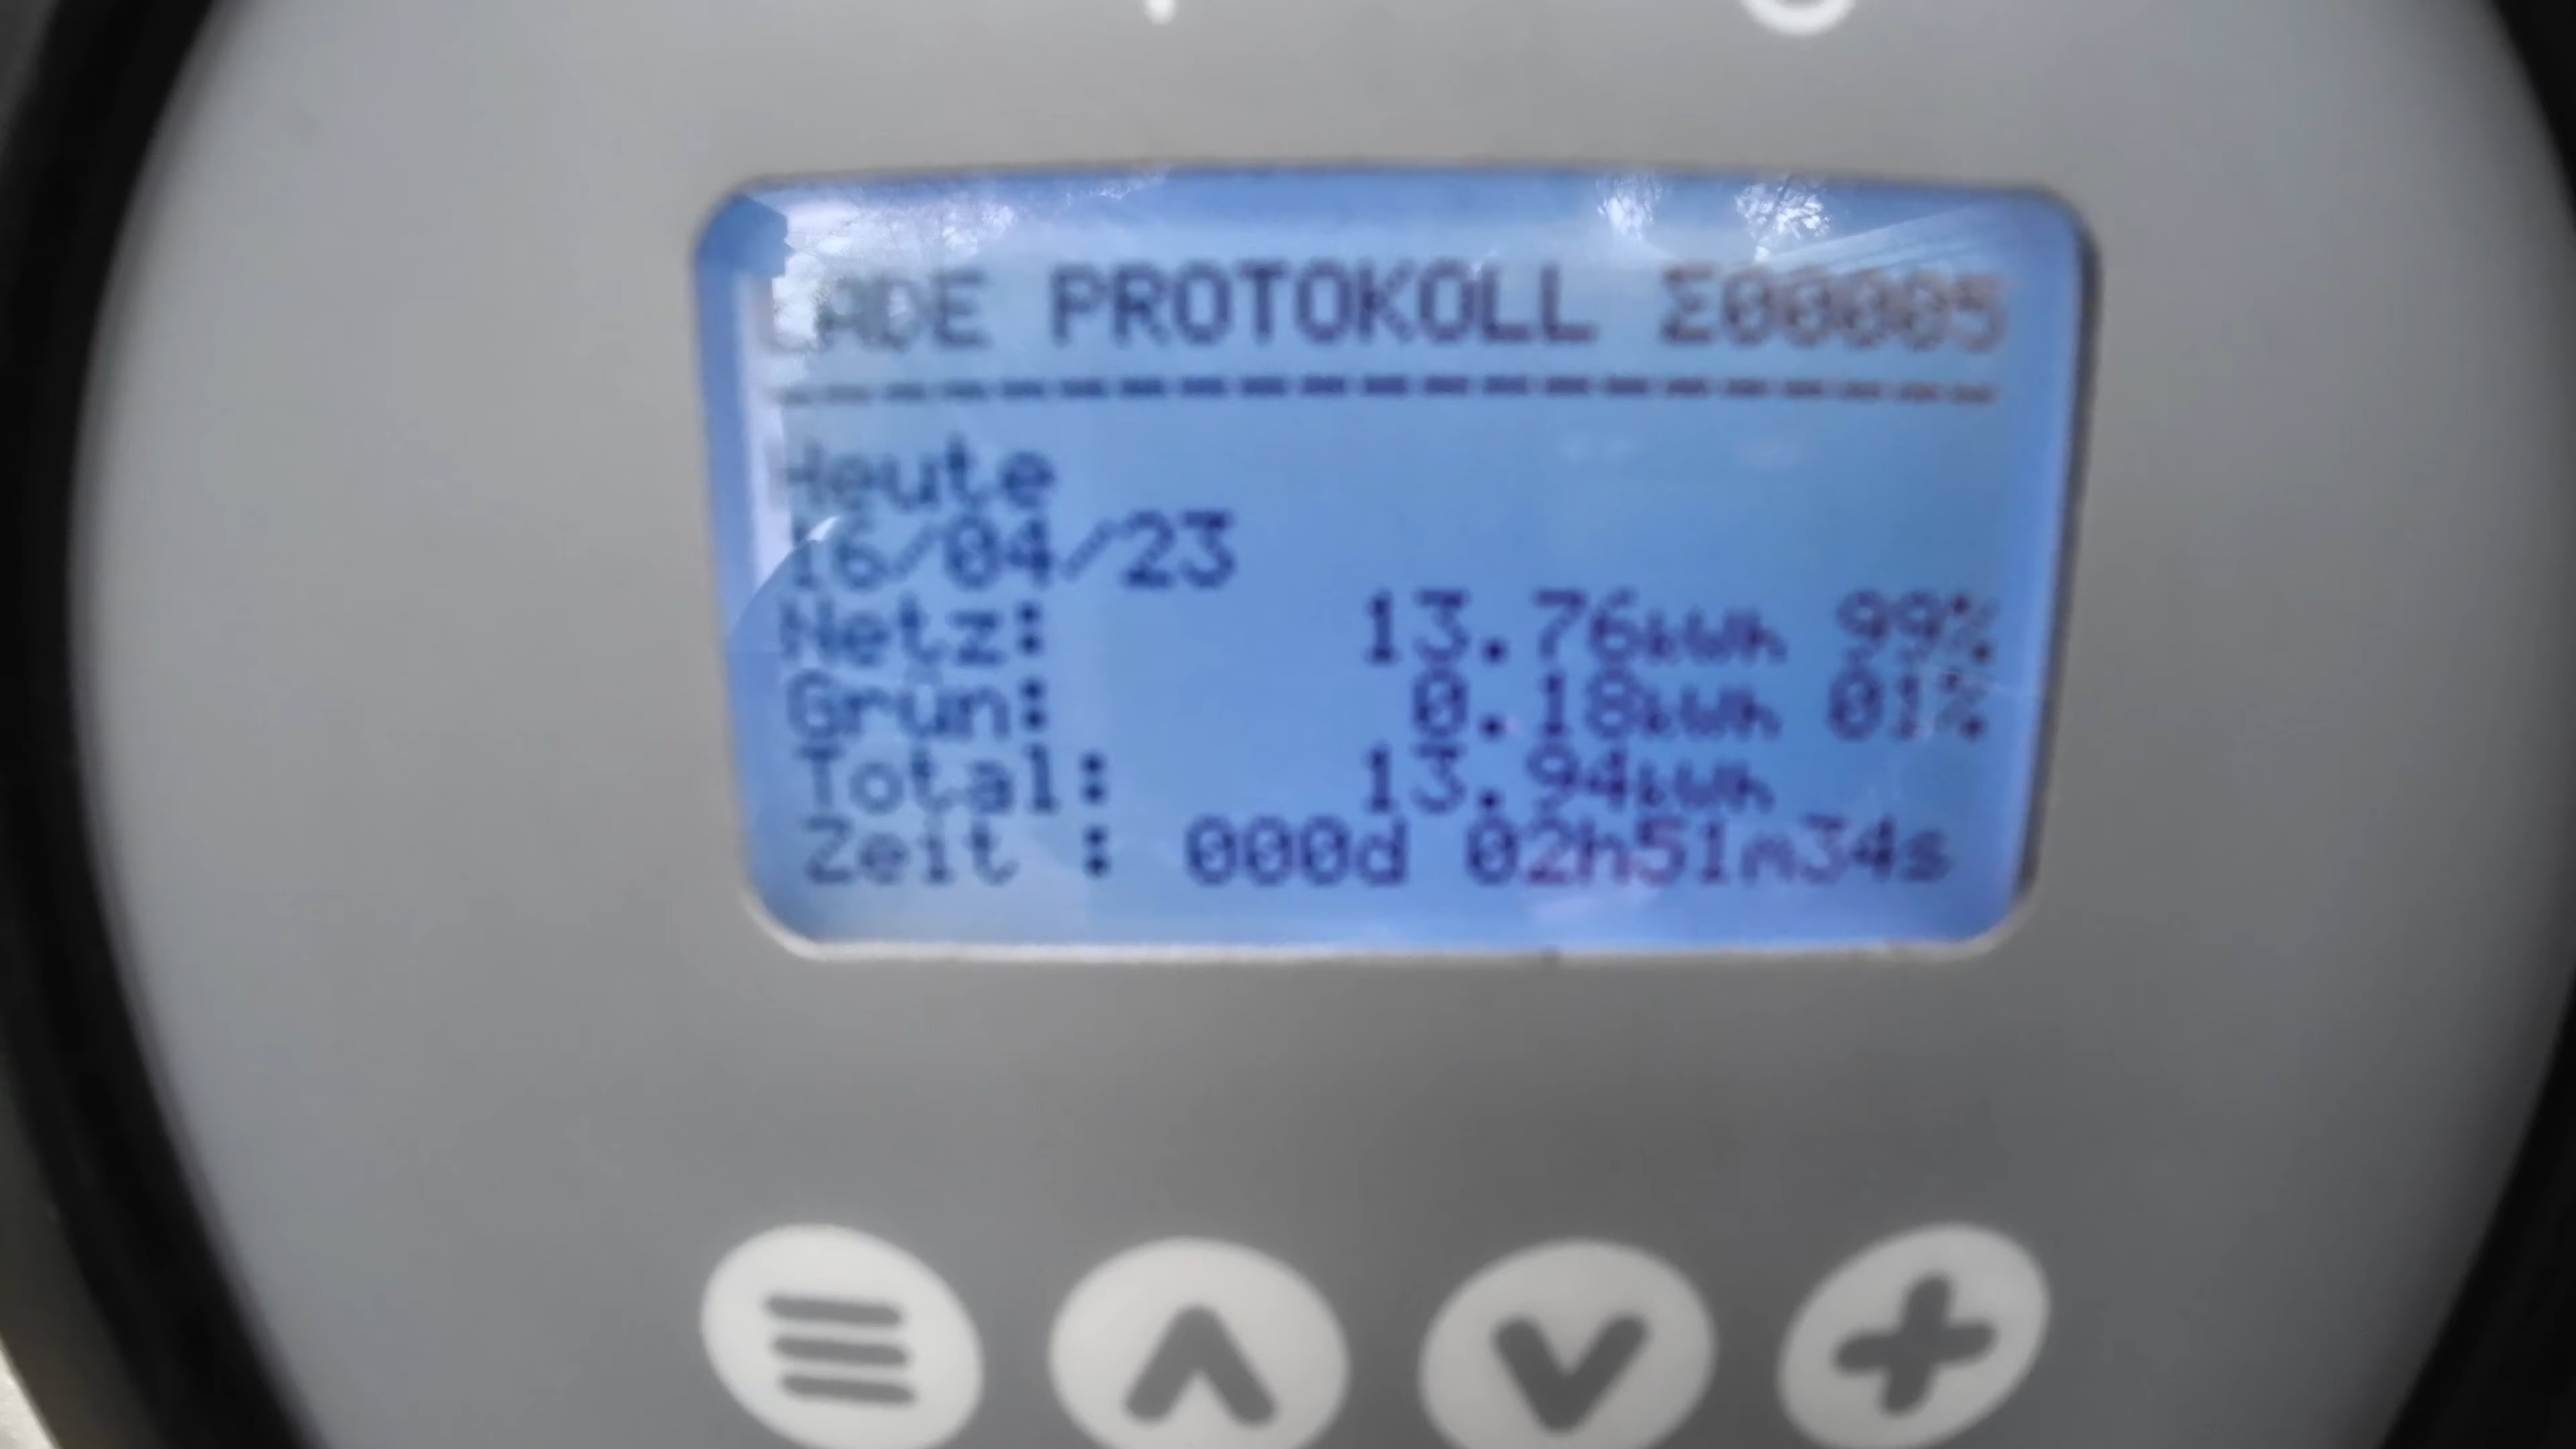 LADE PROTOKOLL Σ00005
--------------------
Heute
16/04/23
Netz: 13.76kWh 99%
Grün: 0.18kWh 01%
Total: 13.94kWh
Zeit : 000d 02h51m34s